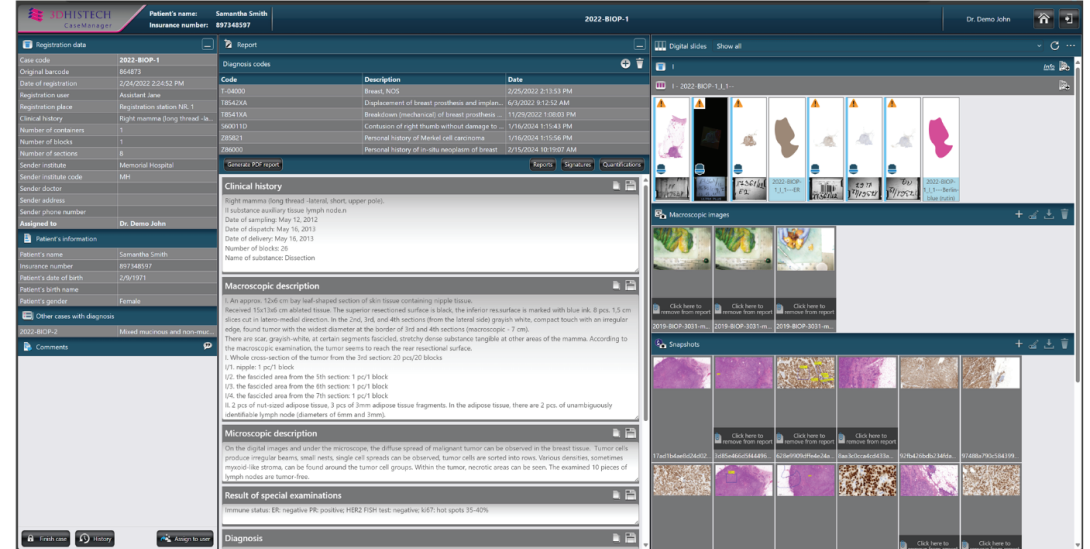 3DHISTECH
CaseManager
Patient's name: Samantha Smith
Insurance number: 897348597
2022-BIOP-1
Dr. Demo John
Registration data
Case code 2022-BIOP-1
Original barcode 864873
Date of registration 2/24/2022 2:24:52 PM
Registration user Assistant Jane
Registration place Registration station NR. 1
Clinical history Right mamma (long thread -la...
Number of containers 1
Number of blocks 1
Number of sections 8
Sender institute Memorial Hospital
Sender institute code MH
Sender doctor
Sender address
Sender phone number
Assigned to Dr. Demo John
Patient's information
Patient's name Samantha Smith
Insurance number 897348597
Patient's date of birth 2/9/1971
Patient's birth name
Patient's gender Female
Other cases with diagnosis
2022-BIOP-2 Mixed mucinous and non-muc...
Comments
Finish case History Assign to user
Report
Diagnosis codes
Code Description Date
T-04000 Breast, NOS 2/25/2022 2:13:53 PM
T8542XA Displacement of breast prosthesis and implan... 6/3/2022 9:12:52 AM
T8541XA Breakdown (mechanical) of breast prosthesis ... 11/29/2022 1:08:03 PM
S60011D Contusion of right thumb without damage to ... 1/16/2024 1:15:43 PM
Z85821 Personal history of Merkel cell carcinoma 1/16/2024 1:15:56 PM
Z86000 Personal history of in-situ neoplasm of breast 2/15/2024 10:19:07 AM
Generate PDF report Reports Signatures Quantifications
Clinical history
Right mamma (long thread -lateral, short, upper pole).
II substance auxiliary tissue lymph node.n
Date of sampling: May 12, 2012
Date of dispatch: May 16, 2013
Date of delivery: May 16, 2013
Number of blocks: 26
Name of substance: Dissection
Macroscopic description
I. An approx. 12x6 cm bay leaf-shaped section of skin tissue containing nipple tissue.
Received 15x13x6 cm ablated tissue. The superior resectioned surface is black, the inferior res.surface is marked with blue ink. 8 pcs. 1,5 cm
slices cut in latero-medial direction. In the 2nd, 3rd, and 4th sections (from the lateral side) grayish white, compact touch with an irregular
edge, found tumor with the widest diameter at the border of 3rd and 4th sections (macroscopic - 7 cm).
There are scar, grayish-white, at certain segments fascicled, stretchy dense substance tangible at other areas of the mamma. According to
the macroscopic examination, the tumor seems to reach the rear resectional surface.
I. Whole cross-section of the tumor from the 3rd section: 20 pcs/20 blocks
I/1. nipple: 1 pc/1 block
I/2. the fascicled area from the 5th section: 1 pc/1 block
I/3. the fascicled area from the 6th section: 1 pc/1 block
I/4. the fascicled area from the 7th section: 1 pc/1 block
II. 2 pcs of nut-sized adipose tissue, 3 pcs of 3mm adipose tissue fragments. In the adipose tissue, there are 2 pcs. of unambiguously
identifiable lymph node (diameters of 6mm and 3mm).
Microscopic description
On the digital images and under the microscope, the diffuse spread of malignant tumor can be observed in the breast tissue. Tumor cells
produce irregular beams, small nests, single cell spreads can be observed, tumor cells are sorted into rows. Various densities, sometimes
myxoid-like stroma, can be found around the tumor cell groups. Within the tumor, necrotic areas can be seen. The examined 10 pieces of
lymph nodes are tumor-free.
Result of special examinations
Immune status: ER: negative PR: positive; HER2 FISH test: negative; ki67: hot spots 35-40%
Diagnosis
Digital slides Show all
I Info
I - 2022-BIOP-1_I_1--
2022-BIOP-
1_I_1---ER
2022-BIOP-
1_I_1---Berlin-
blue (rutin)
Macroscopic images
Click here to
remove from report
Click here to
remove from report
Click here to
remove from report
2019-BIOP-3031-m... 2019-BIOP-3031-m... 2019-BIOP-3031-m...
Snapshots
Click here to
remove from report
Click here to
remove from report
Click here to
remove from report
Click here to
Click here to